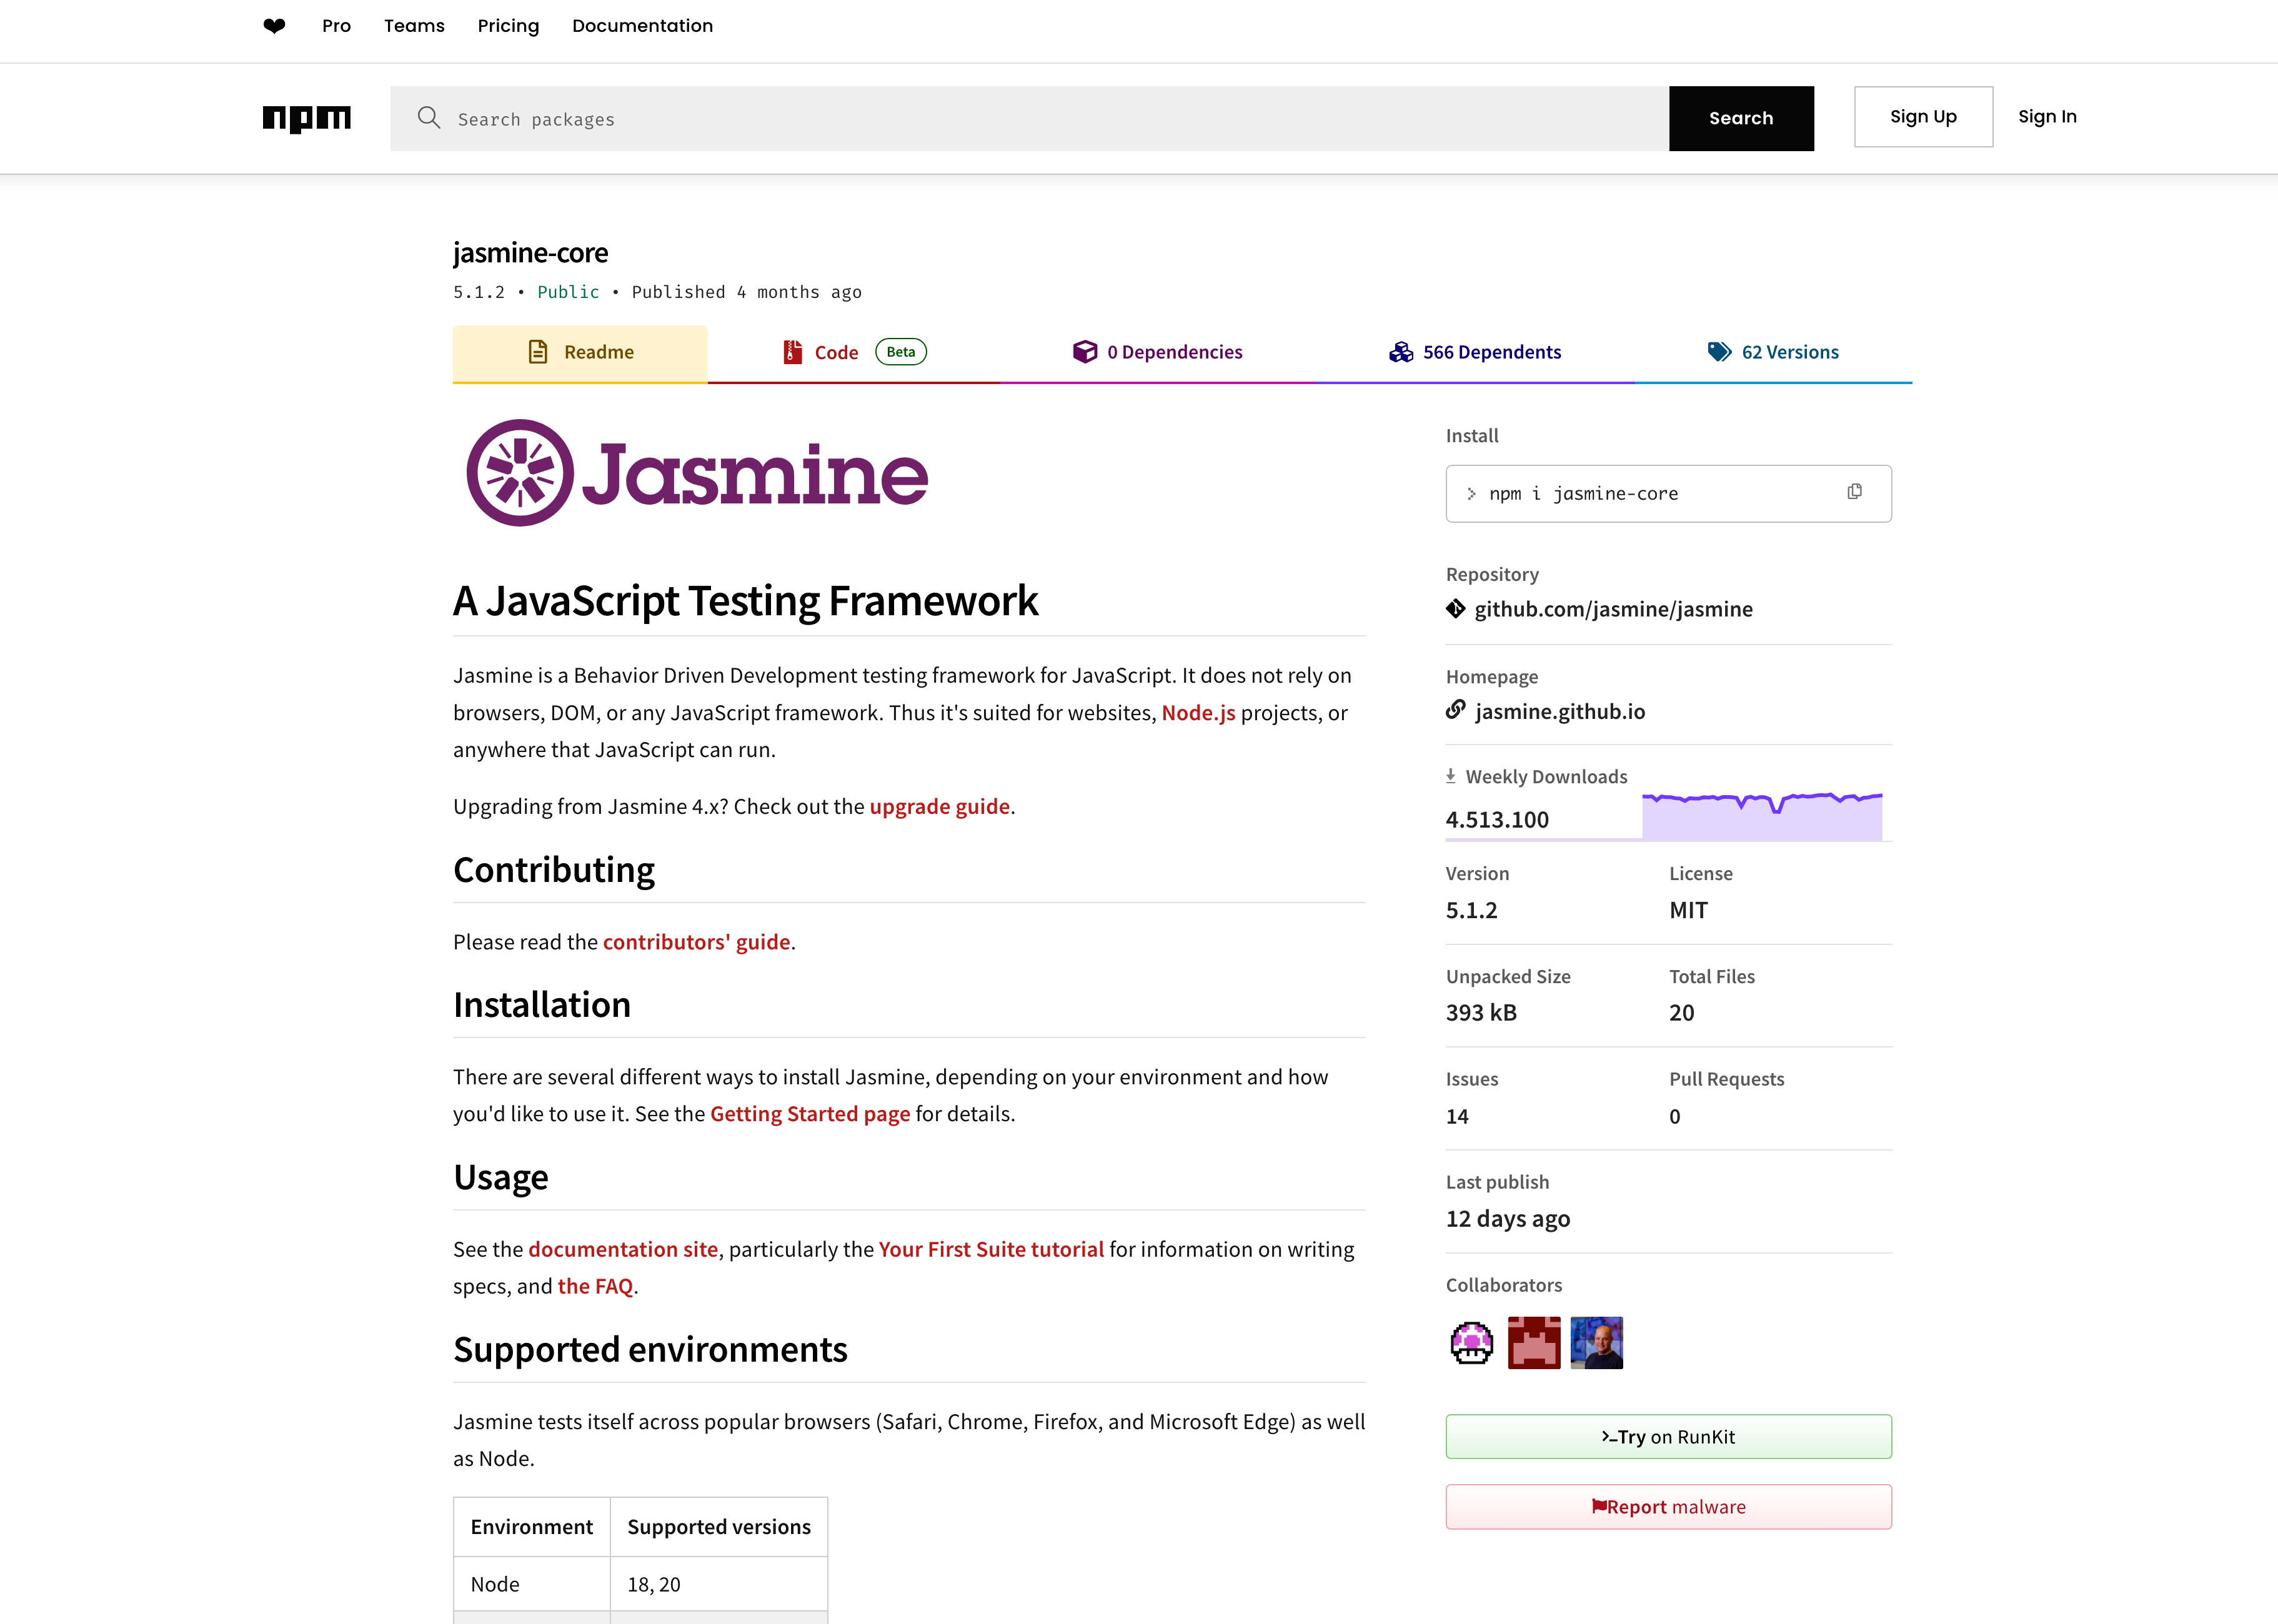 Pro Teams Pricing Documentation
npm Search packages Search Sign Up Sign In
jasmine-core
5.1.2 • Public • Published 4 months ago
Readme Code Beta 0 Dependencies 566 Dependents 62 Versions
Jasmine
A JavaScript Testing Framework
Jasmine is a Behavior Driven Development testing framework for JavaScript. It does not rely on
browsers, DOM, or any JavaScript framework. Thus it's suited for websites, Node.js projects, or
anywhere that JavaScript can run.
Upgrading from Jasmine 4.x? Check out the upgrade guide.
Contributing
Please read the contributors' guide.
Installation
There are several different ways to install Jasmine, depending on your environment and how
you'd like to use it. See the Getting Started page for details.
Usage
See the documentation site, particularly the Your First Suite tutorial for information on writing
specs, and the FAQ.
Supported environments
Jasmine tests itself across popular browsers (Safari, Chrome, Firefox, and Microsoft Edge) as well
as Node.
Environment Supported versions
Node 18, 20
Install
> npm i jasmine-core
Repository
github.com/jasmine/jasmine
Homepage
jasmine.github.io
Weekly Downloads
4.513.100
Version License
5.1.2 MIT
Unpacked Size Total Files
393 kB 20
Issues Pull Requests
14 0
Last publish
12 days ago
Collaborators
Try on RunKit
Report malware